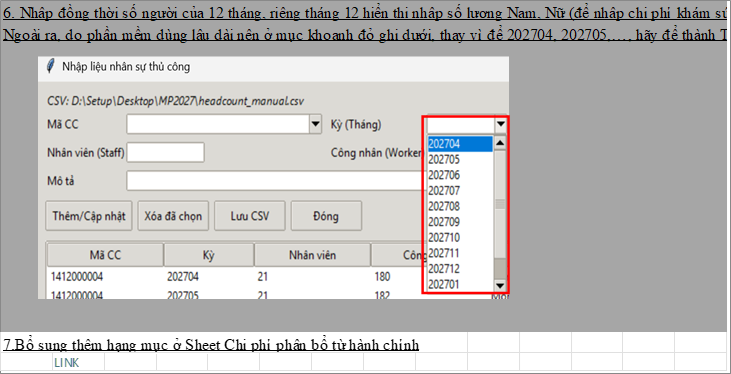 6. Nhập đồng thời số người của 12 tháng, riêng tháng 12 hiển thi nhập số lương Nam, Nữ (để nhập chi phí khám sứ
Ngoài ra, do phần mềm dùng lâu dài nên ở mục khoanh đỏ ghi dưới, thay vì để 202704, 202705,…., hãy để thành T
Nhập liệu nhân sự thủ công
CSV: D:\Setup\Desktop\MP2027\headcount_manual.csv
Mã CC
Kỳ (Tháng)
202704
Nhân viên (Staff)
Công nhân (Worker
202705
202706
202707
Mô tả
202708
202709
Thêm/Cập nhật
Xóa đã chọn
Lưu CSV
Đóng
202710
202711
202712
202701
Mã CC
Kỳ
Nhân viên
Công
1412000004
202704
21
180
1412000004
202705
21
182
7.Bổ sung thêm hạng mục ở Sheet Chi phí phân bổ từ hành chính
LINK